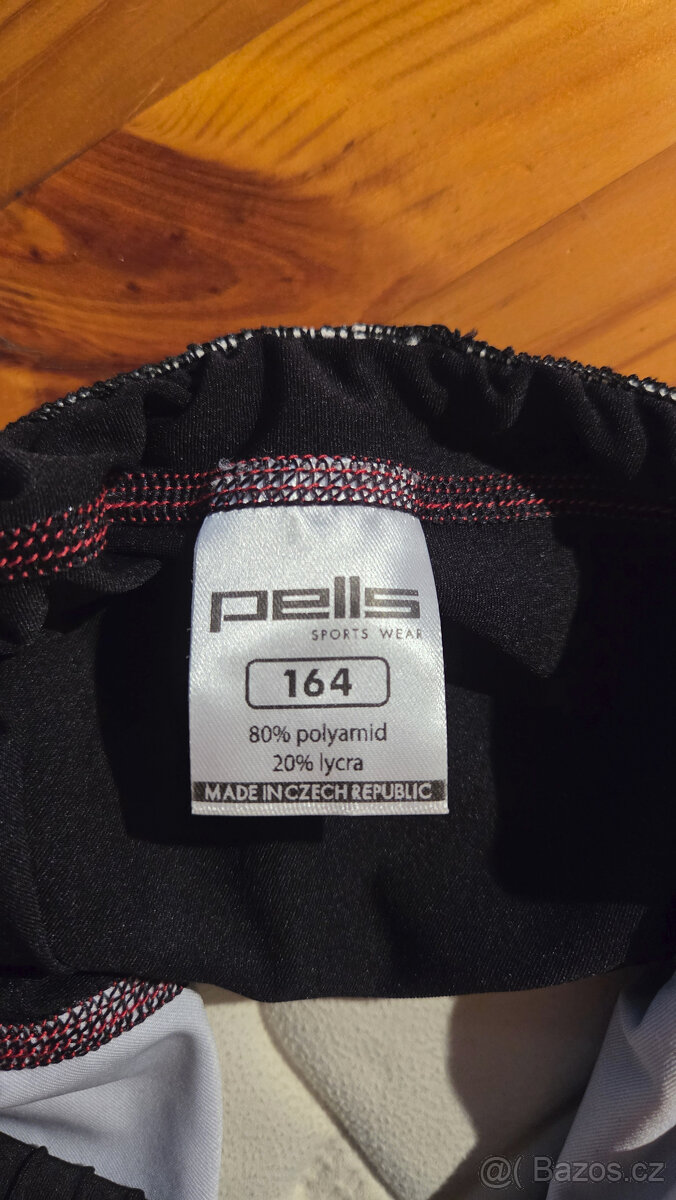 pells
SPORTS WEAR
164
80% polyamid
20% lycra
MADE IN CZECH REPUBLIC
@( Bazos.cz